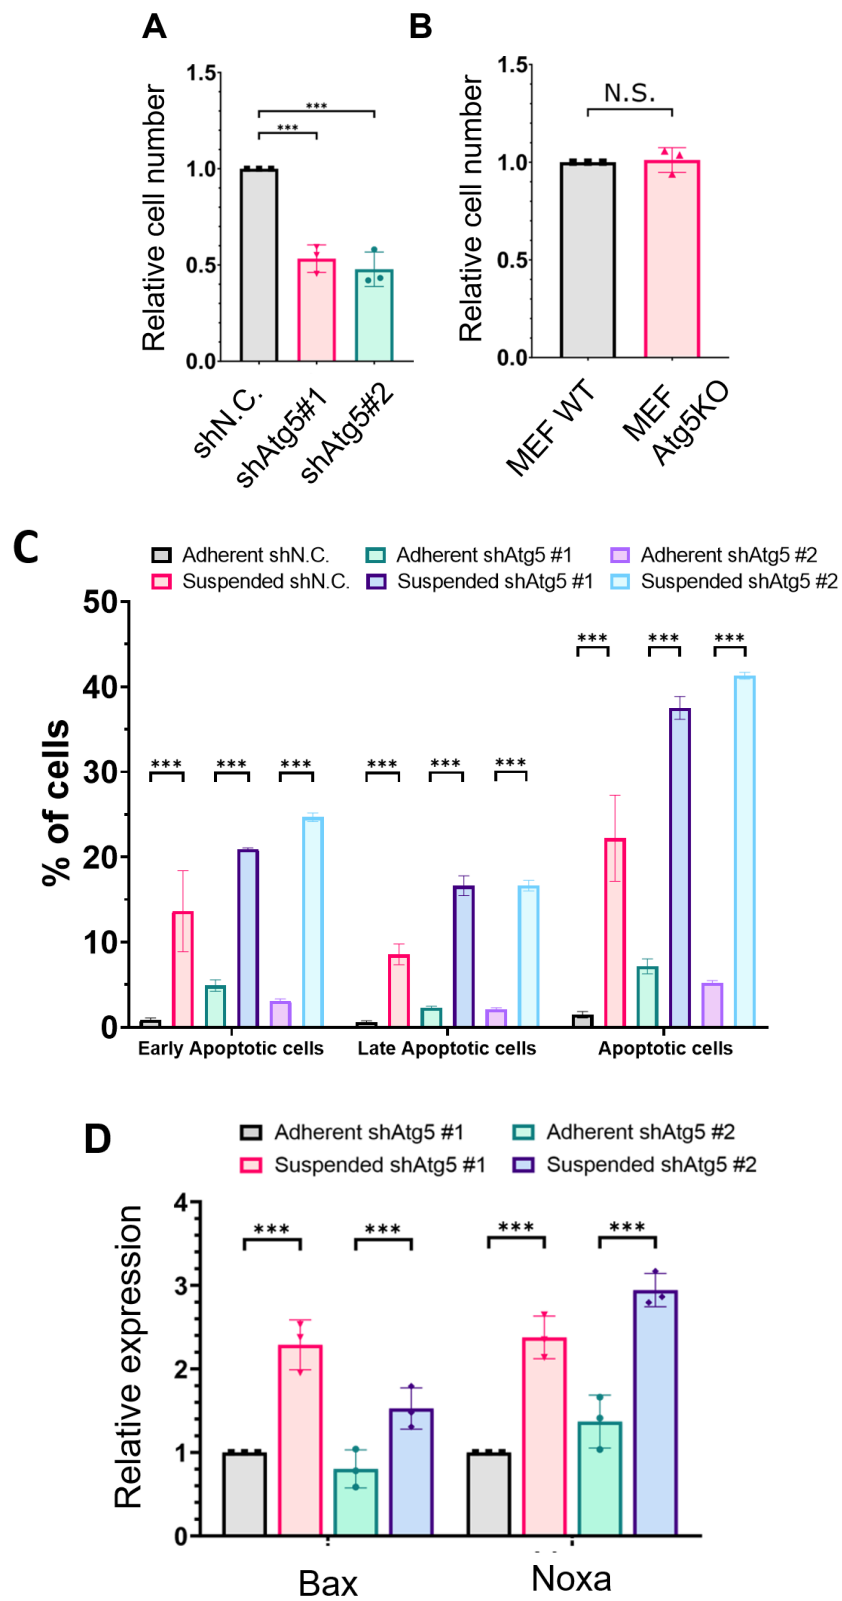 A
Relative cell number
1.5
1.0
0.5
0.0
***
***
shN.C.
shAtg5#1
shAtg5#2
B
Relative cell number
1.5
1.0
0.5
0.0
N.S.
MEF WT
MEF
Atg5KO
C
Adherent shN.C.
Adherent shAtg5 #1
Adherent shAtg5 #2
Suspended shN.C.
Suspended shAtg5 #1
Suspended shAtg5 #2
% of cells
50
40
30
20
10
0
*** *** ***
*** *** ***
*** *** ***
Early Apoptotic cells
Late Apoptotic cells
Apoptotic cells
D
Adherent shAtg5 #1
Adherent shAtg5 #2
Suspended shAtg5 #1
Suspended shAtg5 #2
Relative expression
4
3
2
1
0
*** ***
*** ***
Bax
Noxa